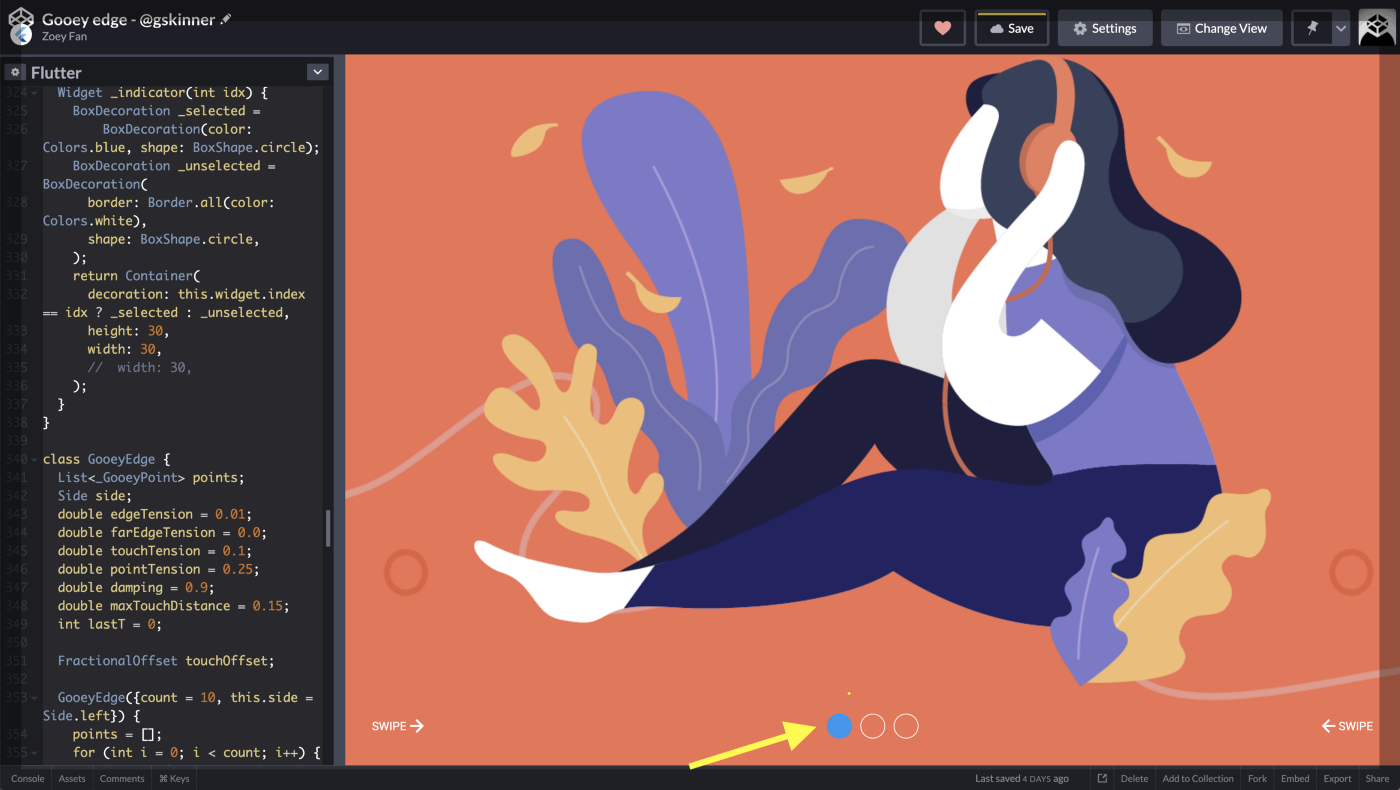 Gooey edge - @gskinner
Zoey Fan
Save
Settings
Change View
Flutter
324 Widget _indicator(int idx) {
325 BoxDecoration _selected =
326 BoxDecoration(color:
Colors.blue, shape: BoxShape.circle);
327 BoxDecoration _unselected =
BoxDecoration(
328 border: Border.all(color:
Colors.white),
329 shape: BoxShape.circle,
330 );
331 return Container(
332 decoration: this.widget.index
== idx ? _selected : _unselected,
333 height: 30,
334 width: 30,
335 // width: 30,
336 );
337 }
338 }
339
340 class GooeyEdge {
341 List<_GooeyPoint> points;
342 Side side;
343 double edgeTension = 0.01;
344 double farEdgeTension = 0.0;
345 double touchTension = 0.1;
346 double pointTension = 0.25;
347 double damping = 0.9;
348 double maxTouchDistance = 0.15;
349 int lastT = 0;
350
351 FractionalOffset touchOffset;
352
353 GooeyEdge({count = 10, this.side =
Side.left}) {
354 points = [];
355 for (int i = 0; i < count; i++) {
SWIPE
SWIPE
Console Assets Comments ⌘ Keys
Last saved 4 DAYS ago Delete Add to Collection Fork Embed Export Share